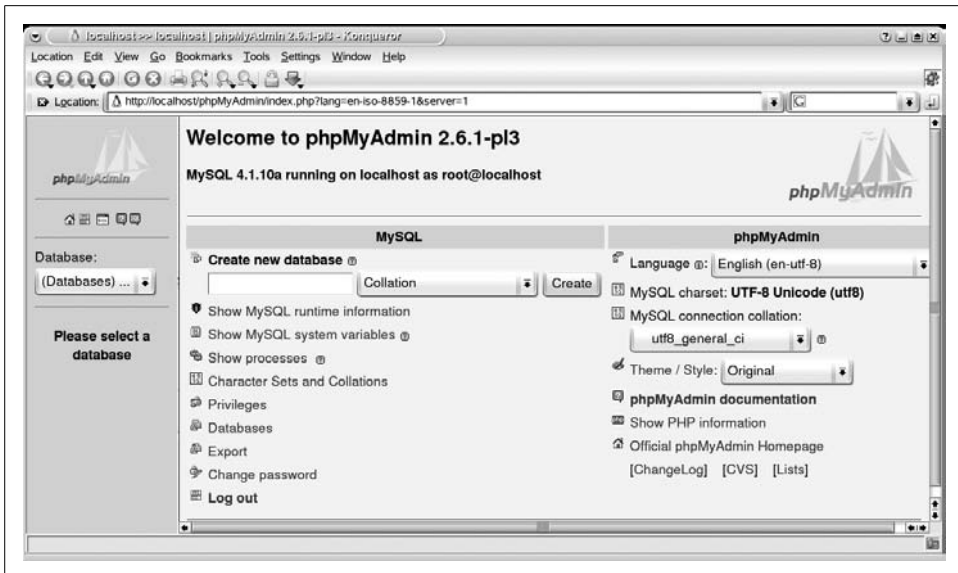 localhost >> localhost | phpMyAdmin 2.6.1-pl3 - Konqueror
Location Edit View Go Bookmarks Tools Settings Window Help
Location: http://localhost/phpMyAdmin/index.php?lang=en-iso-8859-1&server=1
phpMyAdmin
Database:
(Databases) ...
Please select a
database
Welcome to phpMyAdmin 2.6.1-pl3
MySQL 4.1.10a running on localhost as root@localhost
phpMyAdmin
MySQL
Create new database
Collation
Create
Show MySQL runtime information
Show MySQL system variables
Show processes
Character Sets and Collations
Privileges
Databases
Export
Change password
Log out
phpMyAdmin
Language : English (en-utf-8)
MySQL charset: UTF-8 Unicode (utf8)
MySQL connection collation:
utf8_general_ci
Theme / Style: Original
phpMyAdmin documentation
Show PHP information
Official phpMyAdmin Homepage
[ChangeLog] [CVS] [Lists]